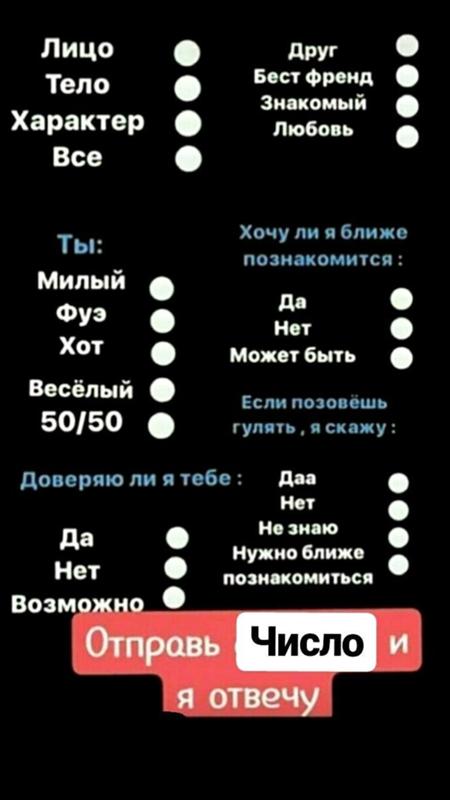 Лицо
Тело
Характер
Все
Друг
Бест френд
Знакомый
Любовь
Ты:
Милый
Фуэ
Хот
Весёлый
50/50
Хочу ли я ближе
познакомится :
Да
Нет
Может быть
Если позовёшь
гулять , я скажу :
Даа
Нет
Не знаю
Нужно ближе
познакомиться
Доверяю ли я тебе :
Да
Нет
Возможно
Отправь Число и
я отвечу